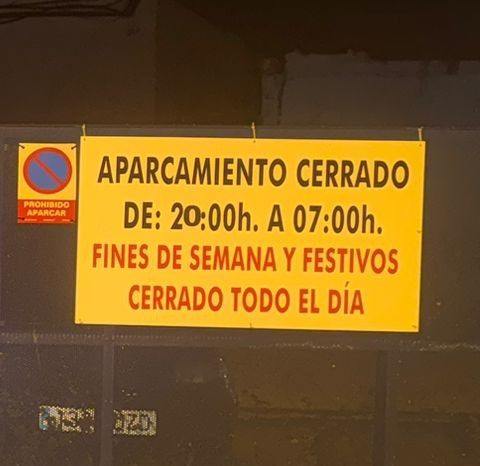 PROHIBIDO
APARCAR
APARCAMIENTO CERRADO
DE: 20:00h. A 07:00h.
FINES DE SEMANA Y FESTIVOS
CERRADO TODO EL DÍA